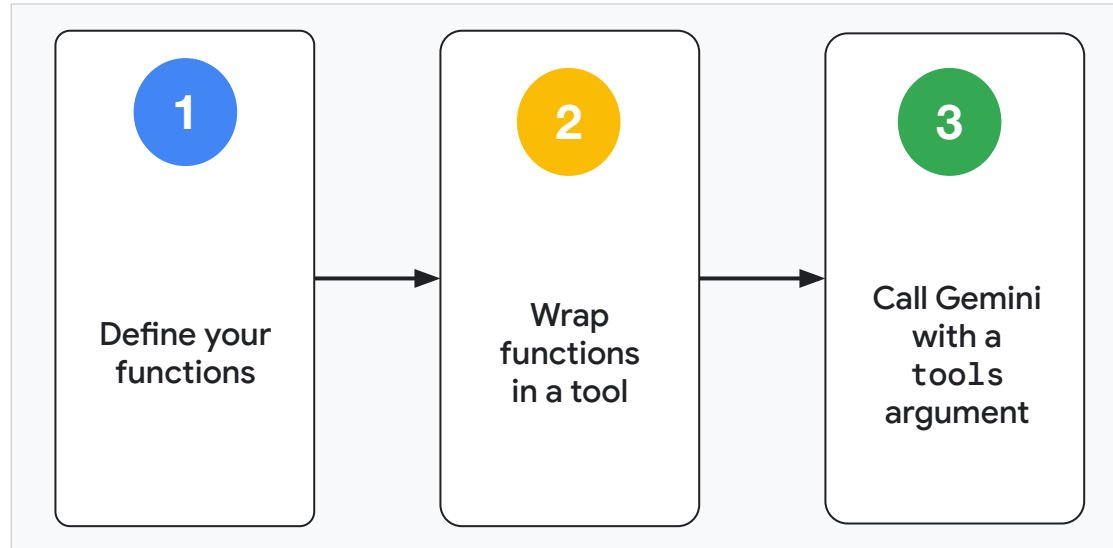 1
Define your
functions
2
Wrap
functions
in a tool
3
Call Gemini
with a
tools
argument